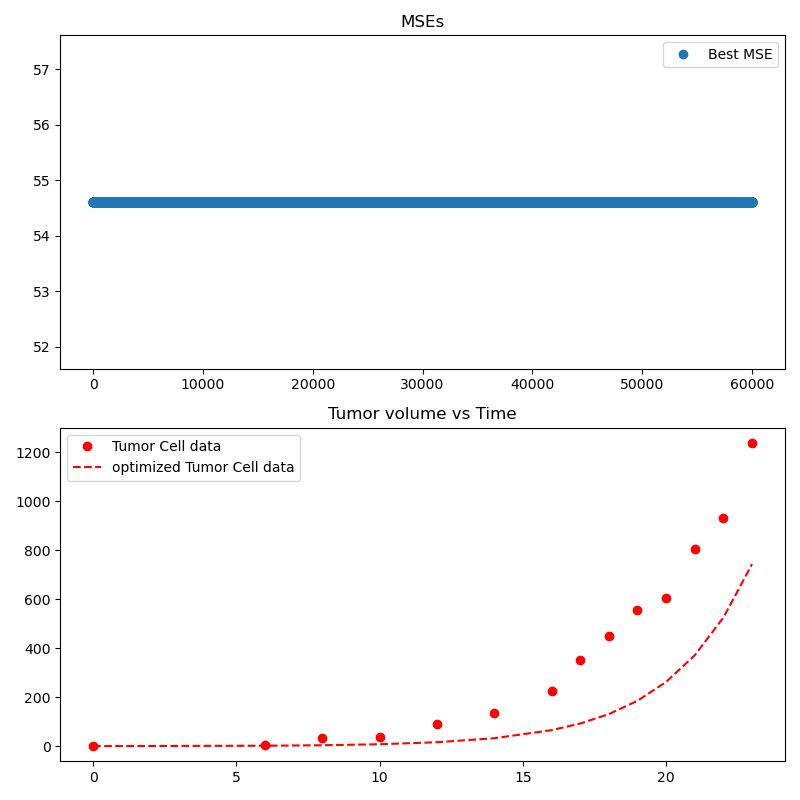 MSEs
Best MSE
57
56
55
54
53
52
0 10000 20000 30000 40000 50000 60000
Tumor volume vs Time
Tumor Cell data
optimized Tumor Cell data
1200
1000
800
600
400
200
0
0 5 10 15 20